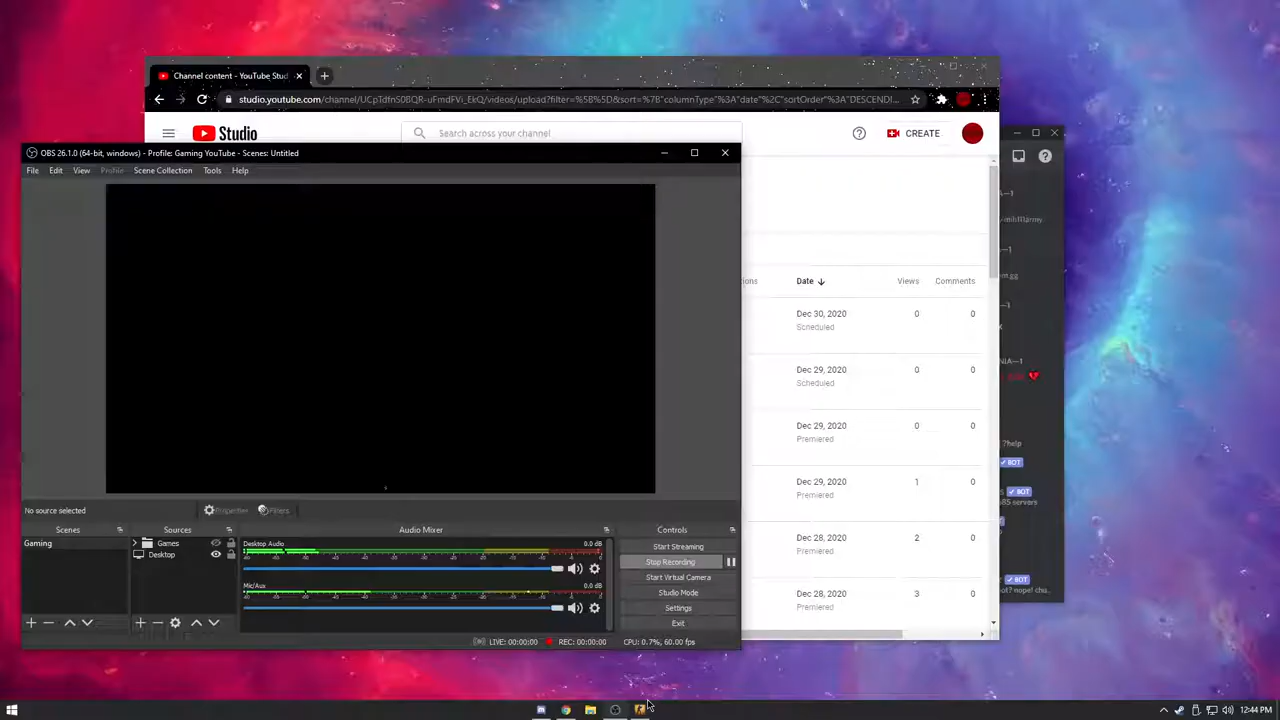 Channel content - YouTube Stud
studio.youtube.com/channel/UCpTdfnS0BQR-uFmdFVi_EkQ/videos/upload?filter=%5B%5D&sort=%7B"columnType"%3A"date"%2C"sortOrder"%3A"DESCENDI...
Studio
Search across your channel
CREATE
OBS 26.1.0 (64-bit, windows) - Profile: Gaming YouTube - Scenes: Untitled
File Edit View Profile Scene Collection Tools Help
Date Views Comments
Dec 30, 2020 0 0
Scheduled
Dec 29, 2020 0 0
Scheduled
Dec 29, 2020 0 0
Premiered
Dec 29, 2020 1 0
Premiered
Dec 28, 2020 2 0
Premiered
Dec 28, 2020 3 0
Premiered
?help
BOT
BOT
servers
BOT
No source selected
Properties Filters
Scenes Sources Audio Mixer Controls
Gaming
Games
Desktop
Desktop Audio 0.0 dB
Mic/Aux 0.0 dB
Start Streaming
Stop Recording
Start Virtual Camera
Studio Mode
Settings
Exit
LIVE: 00:00:00 REC: 00:00:00 CPU: 0.7%, 60.00 fps
12:44 PM